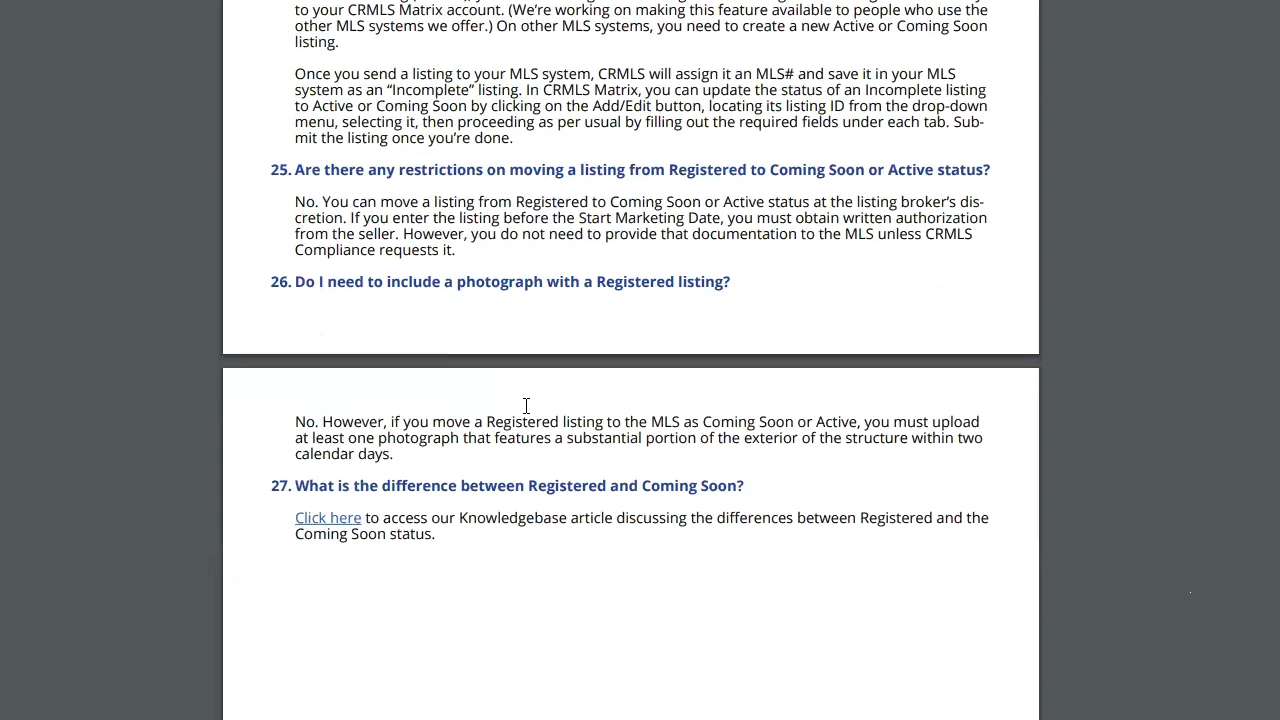 to your CRMLS Matrix account. (We’re working on making this feature available to people who use the
other MLS systems we offer.) On other MLS systems, you need to create a new Active or Coming Soon
listing.
Once you send a listing to your MLS system, CRMLS will assign it an MLS# and save it in your MLS
system as an “Incomplete” listing. In CRMLS Matrix, you can update the status of an Incomplete listing
to Active or Coming Soon by clicking on the Add/Edit button, locating its listing ID from the drop-down
menu, selecting it, then proceeding as per usual by filling out the required fields under each tab. Sub-
mit the listing once you’re done.
25. Are there any restrictions on moving a listing from Registered to Coming Soon or Active status?
No. You can move a listing from Registered to Coming Soon or Active status at the listing broker’s dis-
cretion. If you enter the listing before the Start Marketing Date, you must obtain written authorization
from the seller. However, you do not need to provide that documentation to the MLS unless CRMLS
Compliance requests it.
26. Do I need to include a photograph with a Registered listing?
No. However, if you move a Registered listing to the MLS as Coming Soon or Active, you must upload
at least one photograph that features a substantial portion of the exterior of the structure within two
calendar days.
27. What is the difference between Registered and Coming Soon?
Click here to access our Knowledgebase article discussing the differences between Registered and the
Coming Soon status.